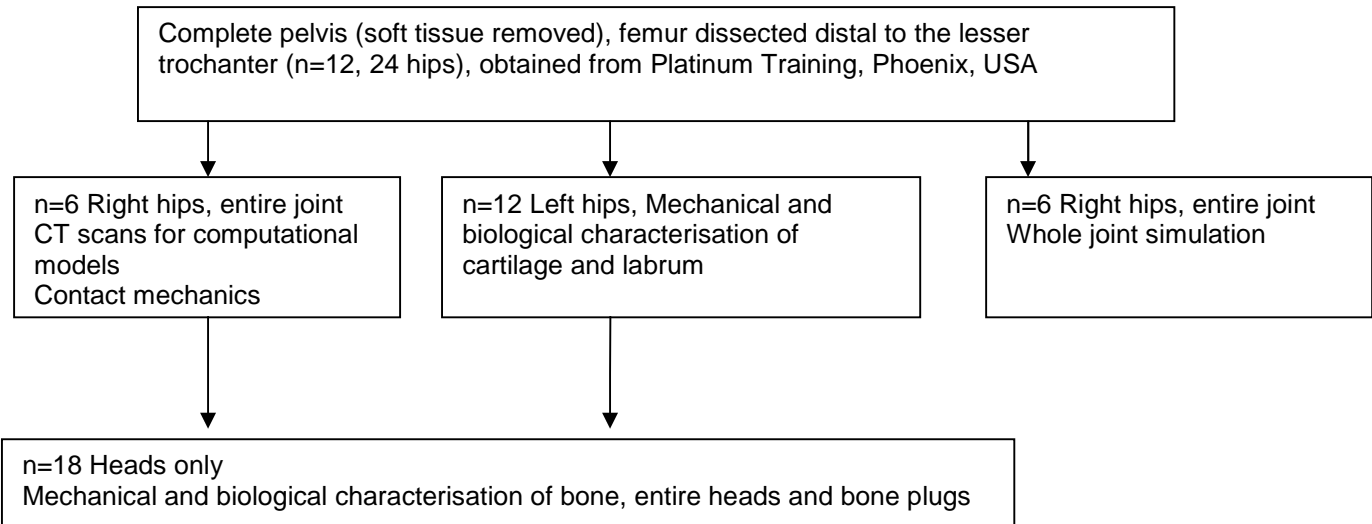 Complete pelvis (soft tissue removed), femur dissected distal to the lesser
trochanter (n=12, 24 hips), obtained from Platinum Training, Phoenix, USA
n=6 Right hips, entire joint
CT scans for computational
models
Contact mechanics
n=12 Left hips, Mechanical and
biological characterisation of
cartilage and labrum
n=6 Right hips, entire joint
Whole joint simulation
n=18 Heads only
Mechanical and biological characterisation of bone, entire heads and bone plugs